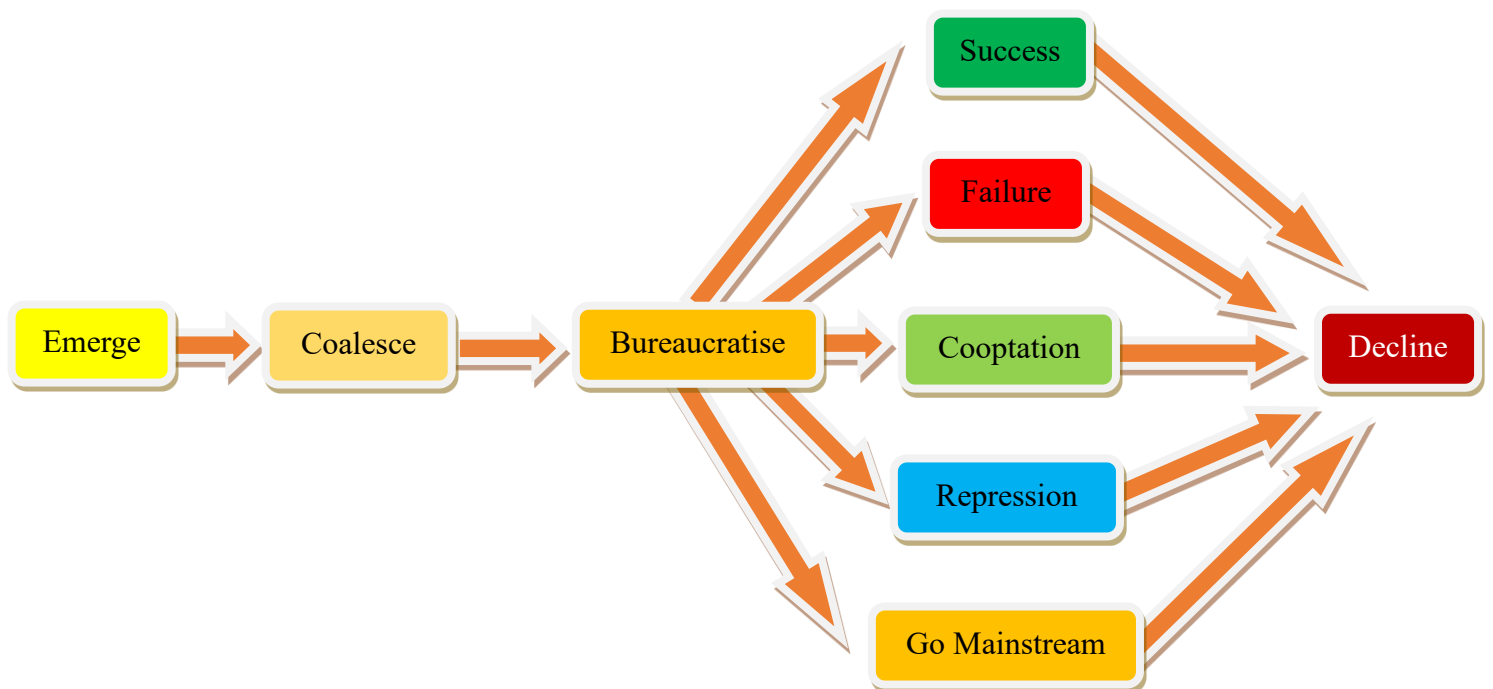 Emerge
Coalesce
Bureaucratise
Success
Failure
Cooptation
Repression
Go Mainstream
Decline